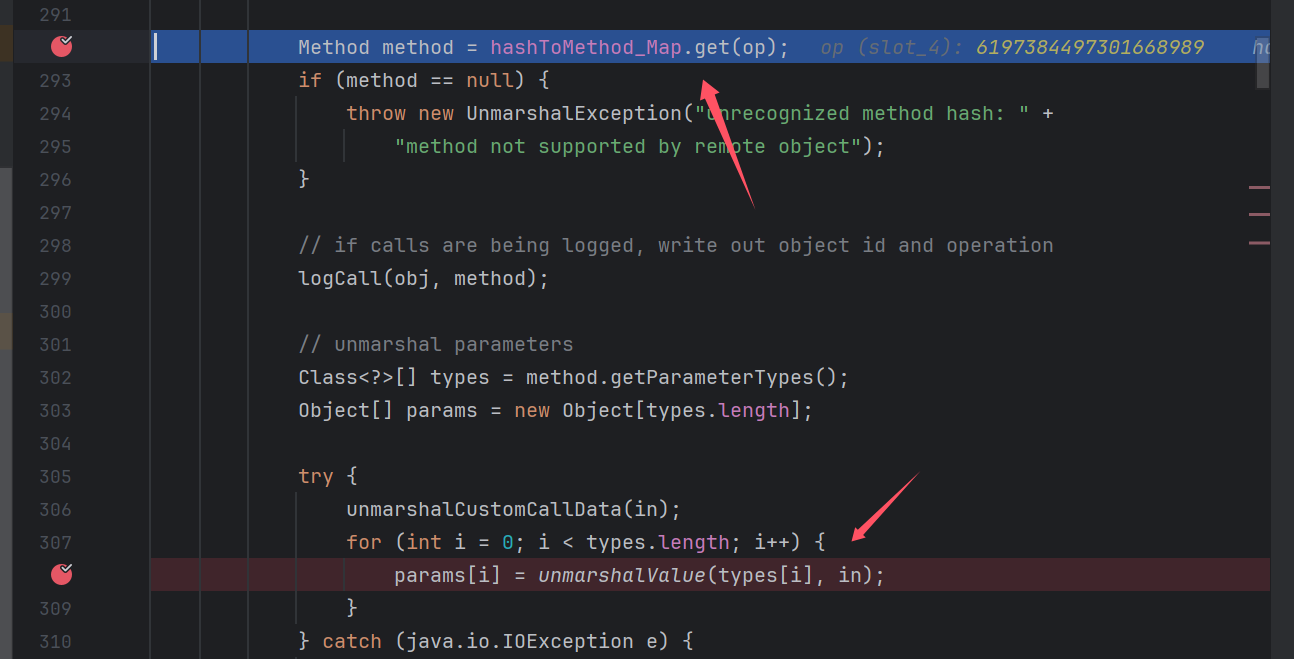 291
Method method = hashToMethod_Map.get(op);   op (slot_4): 6197384497301668989
293 if (method == null) {
294 throw new UnmarshalException("unrecognized method hash: " +
295 "method not supported by remote object");
296 }
297
298 // if calls are being logged, write out object id and operation
299 logCall(obj, method);
300
301 // unmarshal parameters
302 Class<?>[] types = method.getParameterTypes();
303 Object[] params = new Object[types.length];
304
305 try {
306 unmarshalCustomCallData(in);
307 for (int i = 0; i < types.length; i++) {
params[i] = unmarshalValue(types[i], in);
309 }
310 } catch (java.io.IOException e) {